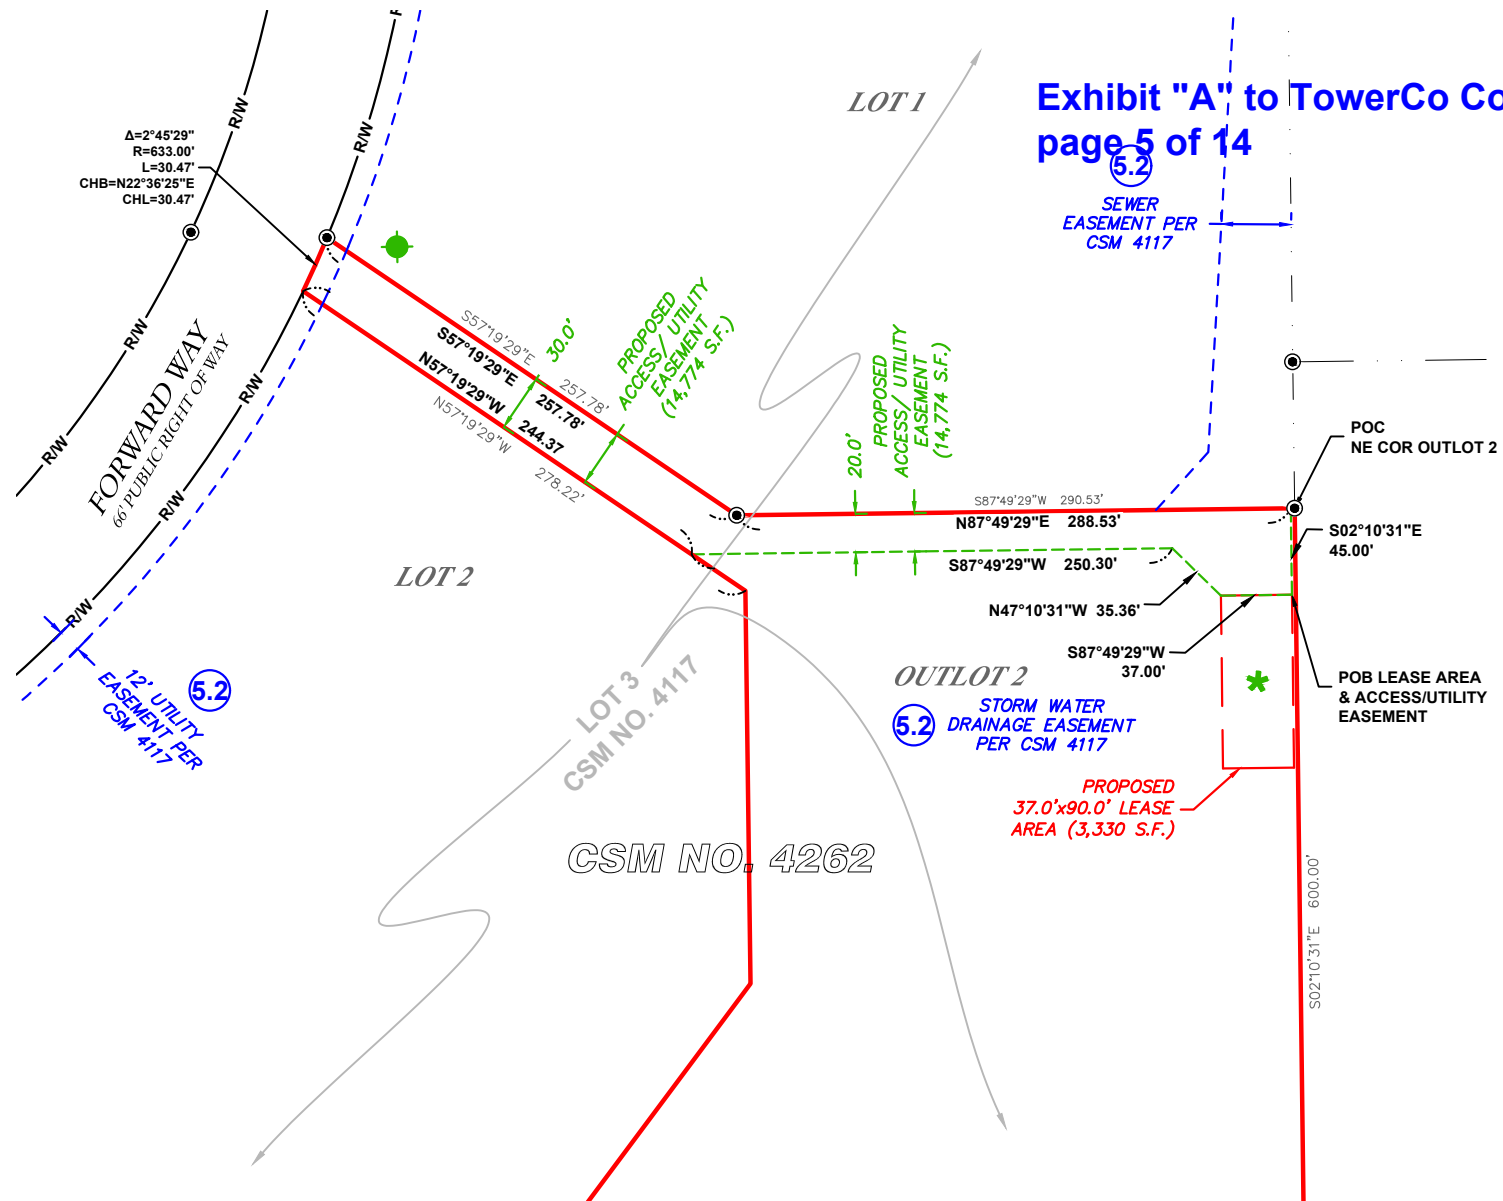 Exhibit "A" to TowerCo Co
page 5 of 14
LOT 1
R/W
R/W
R/W
Δ=2°45'29"
R=633.00'
L=30.47'
CHB=N22°36'25"E
CHL=30.47'
5.2
SEWER
EASEMENT PER
CSM 4117
R/W
R/W
R/W
R/W
R/W
FORWARD WAY
66' PUBLIC RIGHT OF WAY
S57°19'29"E 257.78'
S57°19'29"E 257.78'
N57°19'29"W 244.37
N57°19'29"W 278.22'
30.0'
PROPOSED
ACCESS/ UTILITY
EASEMENT
(14,774 S.F.)
20.0'
PROPOSED
ACCESS/ UTILITY
EASEMENT
(14,774 S.F.)
POC
NE COR OUTLOT 2
S87°49'29"W 290.53'
N87°49'29"E 288.53'
S02°10'31"E
45.00'
S87°49'29"W 250.30'
LOT 2
N47°10'31"W 35.36'
S87°49'29"W
37.00'
OUTLOT 2
*
POB LEASE AREA
& ACCESS/UTILITY
EASEMENT
5.2
12' UTILITY
EASEMENT PER
CSM 4117
LOT 3
CSM NO. 4117
5.2
STORM WATER
DRAINAGE EASEMENT
PER CSM 4117
PROPOSED
37.0'x90.0' LEASE
AREA (3,330 S.F.)
CSM NO. 4262
S02°10'31"E 600.00'